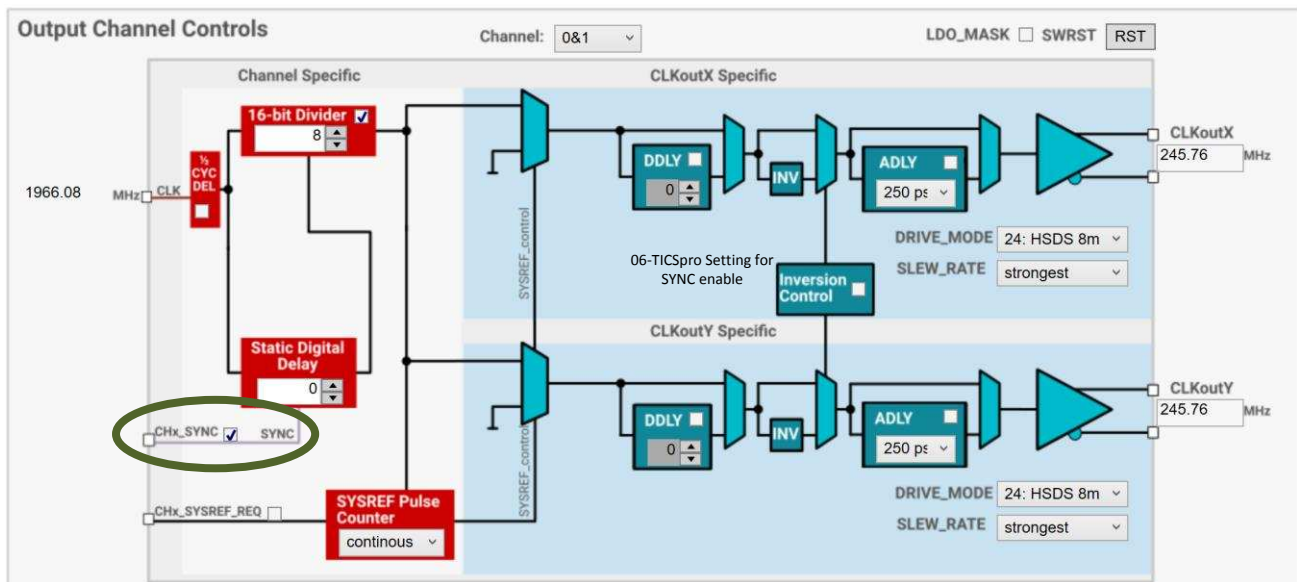 Output Channel Controls
Channel: 0&1
LDO_MASK SWRST RST
Channel Specific
CLKoutX Specific
16-bit Divider
8
½
CYC
DEL
1966.08 MHz CLK
DDLY
0
INV
ADLY
250 ps
CLKoutX
245.76 MHz
DRIVE_MODE 24: HSDS 8m
SLEW_RATE strongest
SYSREF_control
06-TICSpro Setting for
SYNC enable
Inversion
Control
CLKoutY Specific
Static Digital
Delay
0
CHx_SYNC SYNC
DDLY
0
INV
ADLY
250 ps
CLKoutY
245.76 MHz
SYSREF_control
DRIVE_MODE 24: HSDS 8m
SLEW_RATE strongest
CHx_SYSREF_REQ
SYSREF Pulse
Counter
continous